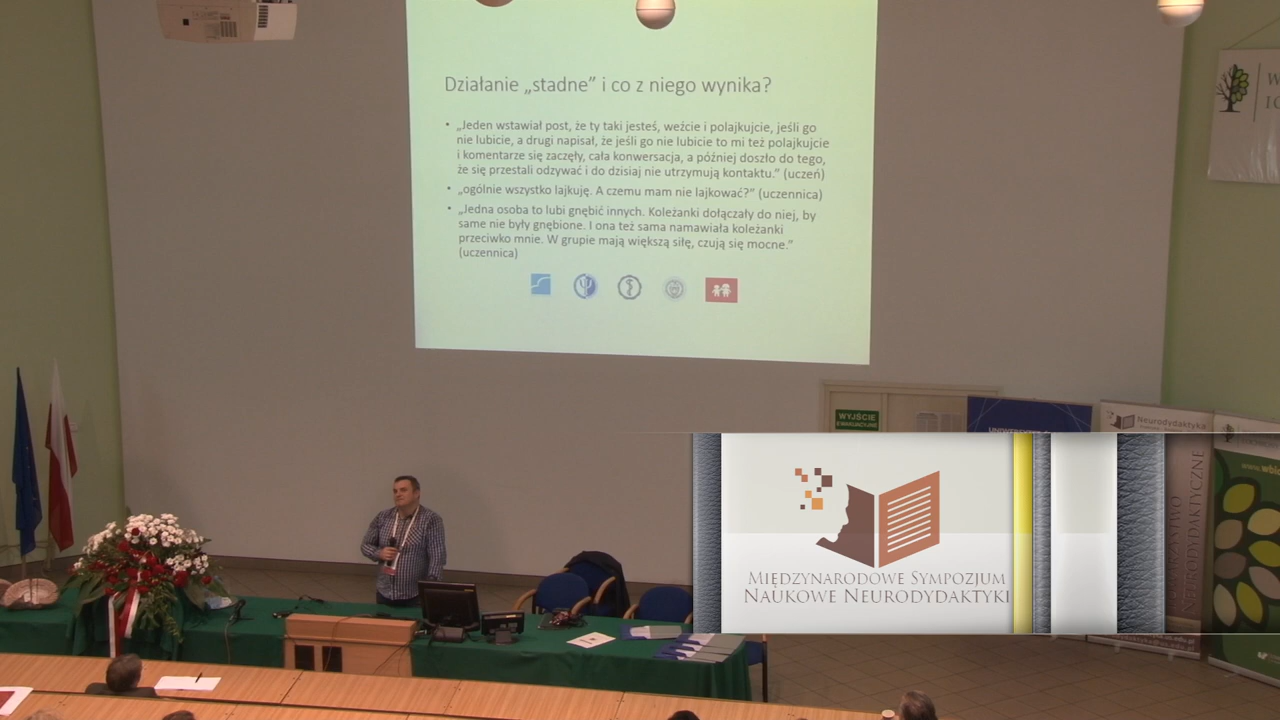 Działanie „stadne” i co z niego wynika?
• „Jeden wstawiał post, że ty taki jesteś, weźcie i polajkujcie, jeśli go
nie lubicie, a drugi napisał, że jeśli go nie lubicie to mi też polajkujcie
i komentarze się zaczęły, cała konwersacja, a później doszło do tego,
że się przestali odzywać i do dzisiaj nie utrzymują kontaktu.” (uczeń)
• „ogólnie wszystko lajkuję. A czemu mam nie lajkować?” (uczennica)
• „Jedna osoba to lubi gnębić innych. Koleżanki dołączały do niej, by
same nie były gnębione. I ona też sama namawiała koleżanki
przeciwko mnie. W grupie mają większą siłę, czują się mocne.”
(uczennica)
WYJŚCIE
EWAKUACYJNE
Neurodydaktyka
NEURODYDAKTYCZNE
MIĘDZYNARODOWE SYMPOZJUM
NAUKOWE NEURODYDAKTYKI